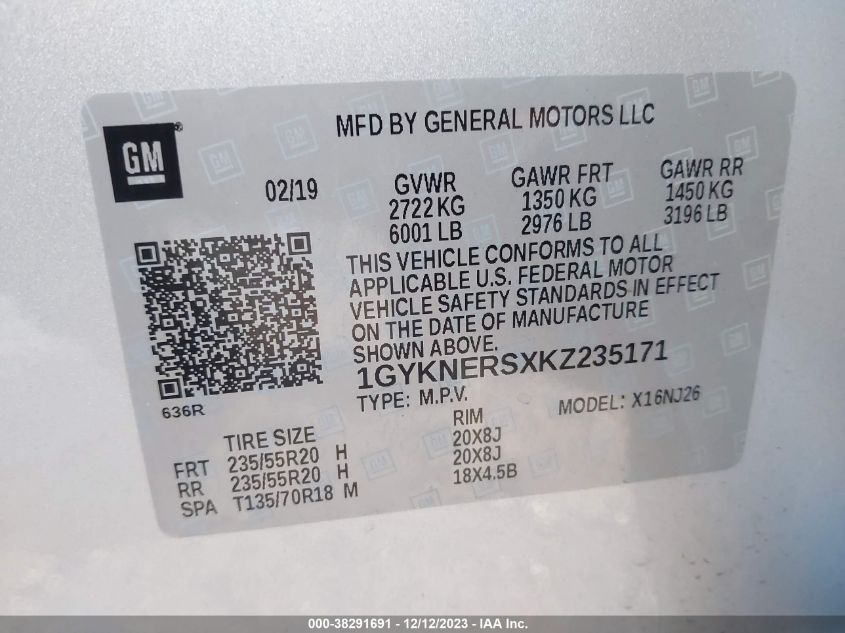 MFD BY GENERAL MOTORS LLC
GM
®
02/19
GVWR
2722 KG
6001 LB
GAWR FRT
1350 KG
2976 LB
GAWR RR
1450 KG
3196 LB
THIS VEHICLE CONFORMS TO ALL
APPLICABLE U.S. FEDERAL MOTOR
VEHICLE SAFETY STANDARDS IN EFFECT
ON THE DATE OF MANUFACTURE
SHOWN ABOVE.
1GYKNERSXKZ235171
636R
TYPE: M.P.V.
MODEL: X16NJ26
TIRE SIZE RIM
FRT 235/55R20 H 20X8J
RR 235/55R20 H 20X8J
SPA T135/70R18 M 18X4.5B
000-38291691 - 12/12/2023 - IAA Inc.